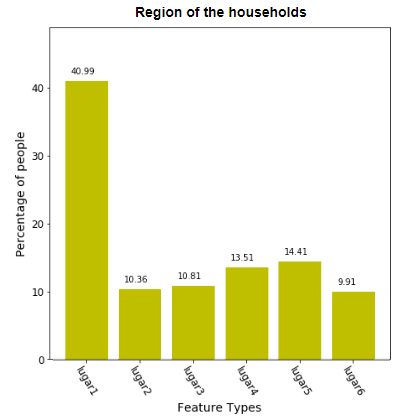 Region of the households
Percentage of people
40
30
20
10
0
40.99
10.36
10.81
13.51
14.41
9.91
lugar1
lugar2
lugar3
lugar4
lugar5
lugar6
Feature Types